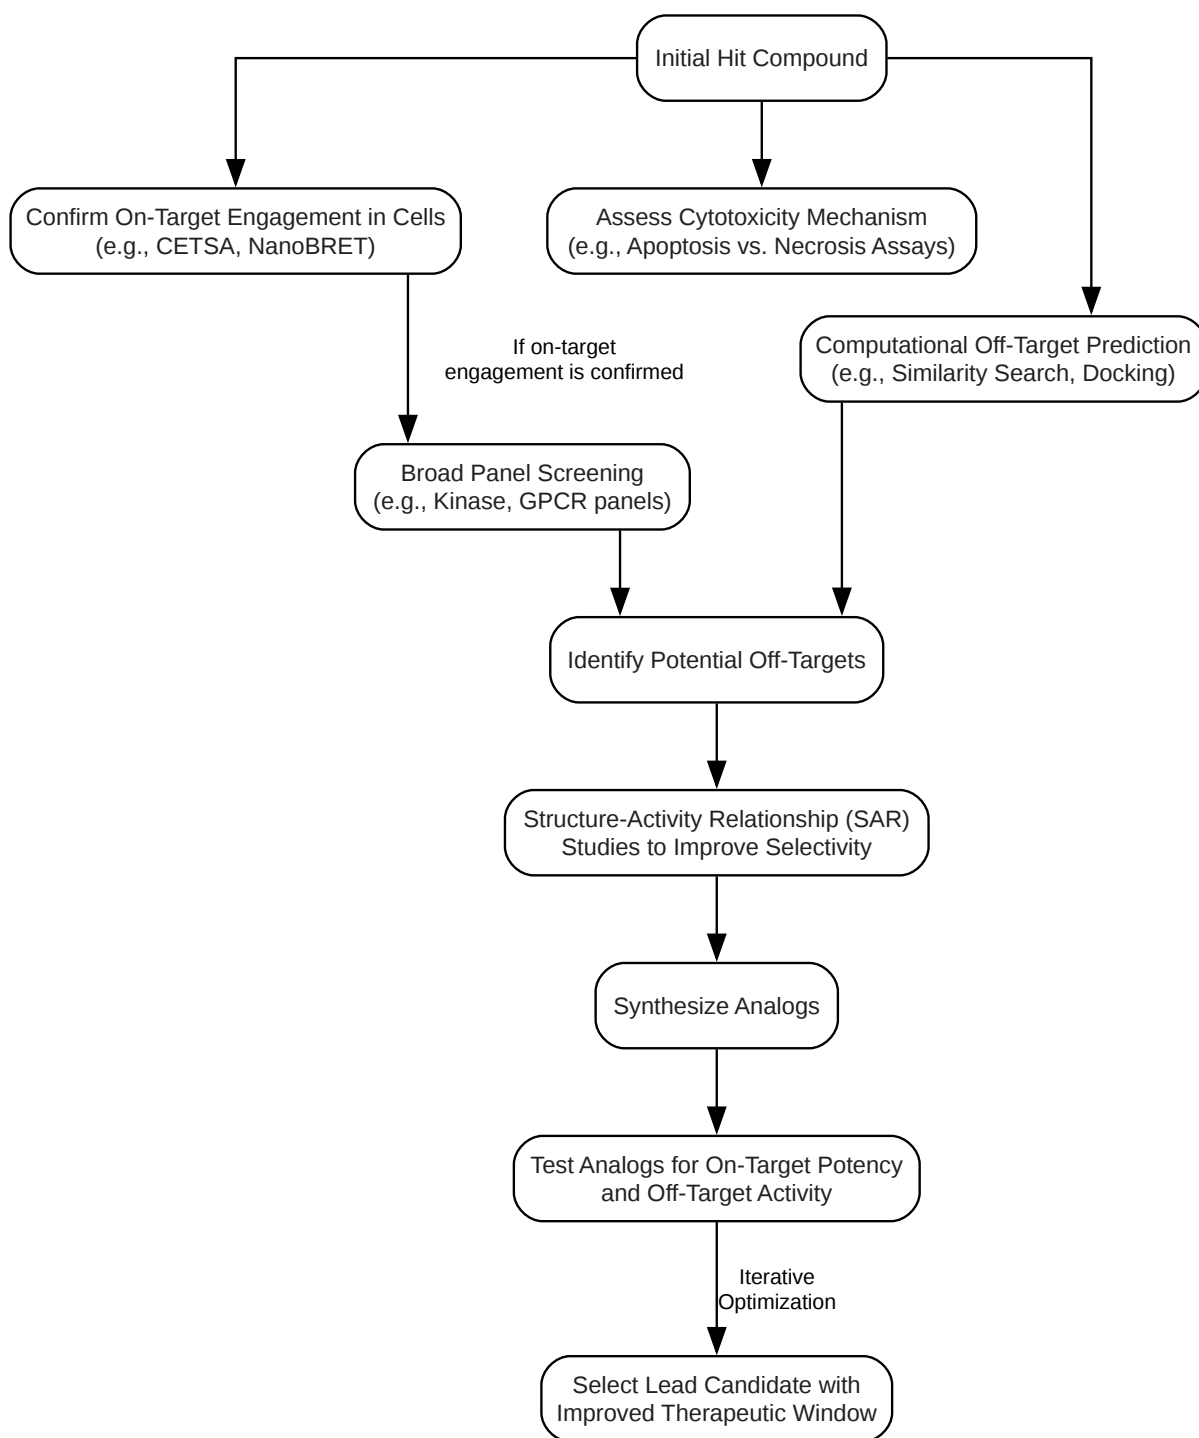 Initial Hit Compound
Confirm On-Target Engagement in Cells
(e.g., CETSA, NanoBRET)
Assess Cytotoxicity Mechanism
(e.g., Apoptosis vs. Necrosis Assays)
Computational Off-Target Prediction
(e.g., Similarity Search, Docking)
If on-target
engagement is confirmed
Broad Panel Screening
(e.g., Kinase, GPCR panels)
Identify Potential Off-Targets
Structure-Activity Relationship (SAR)
Studies to Improve Selectivity
Synthesize Analogs
Test Analogs for On-Target Potency
and Off-Target Activity
Iterative
Optimization
Select Lead Candidate with
Improved Therapeutic Window